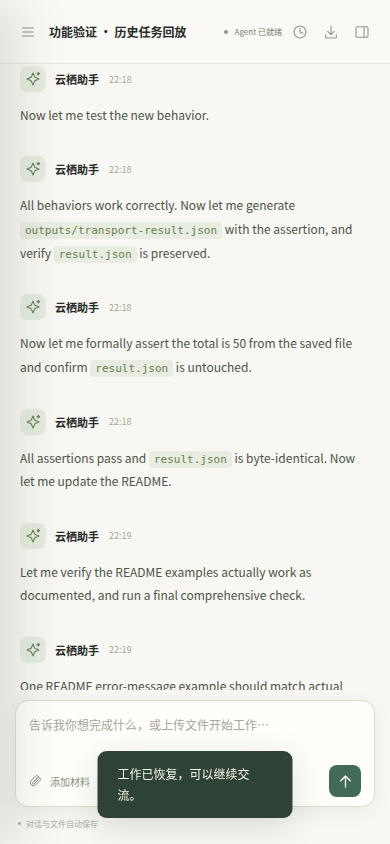 功能验证 · 历史任务回放
Agent 已就绪
云栖助手 22:18
Now let me test the new behavior.
云栖助手 22:18
All behaviors work correctly. Now let me generate
outputs/transport-result.json with the assertion, and
verify result.json is preserved.
云栖助手 22:18
Now let me formally assert the total is 50 from the saved file
and confirm result.json is untouched.
云栖助手 22:18
All assertions pass and result.json is byte-identical. Now
let me update the README.
云栖助手 22:19
Let me verify the README examples actually work as
documented, and run a final comprehensive check.
云栖助手 22:19
One README error-message example should match actual
告诉我你想完成什么，或上传文件开始工作…
添加材料
工作已恢复，可以继续交
流。
对话与文件自动保存